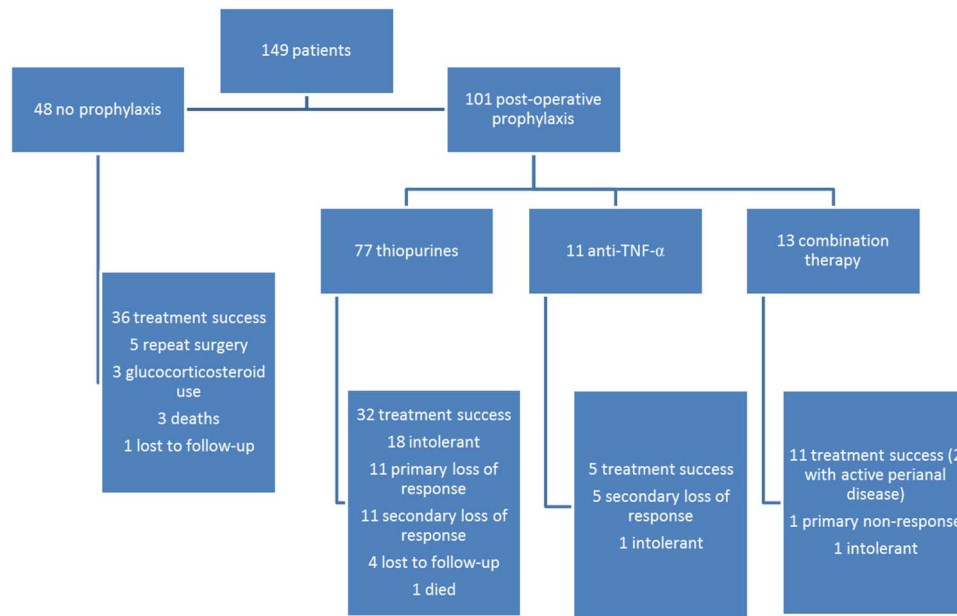 149 patients
48 no prophylaxis
101 post-operative
prophylaxis
77 thiopurines
11 anti-TNF-α
13 combination
therapy
36 treatment success
5 repeat surgery
3 glucocorticosteroid
use
3 deaths
1 lost to follow-up
32 treatment success
18 intolerant
11 primary loss of
response
11 secondary loss of
response
4 lost to follow-up
1 died
5 treatment success
5 secondary loss of
response
1 intolerant
11 treatment success (2
with active perianal
disease)
1 primary non-response
1 intolerant